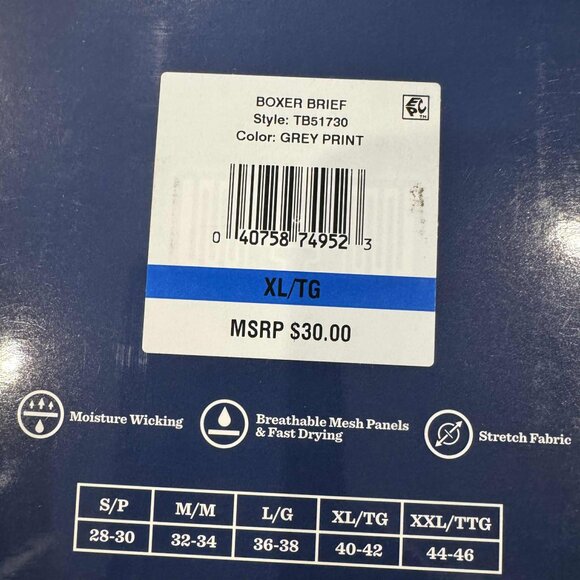 BOXER BRIEF
Style: TB51730
Color: GREY PRINT
EPC TM
0 40758 74952 3
XL/TG
MSRP $30.00
Moisture Wicking
Breathable Mesh Panels
& Fast Drying
Stretch Fabric
S/P M/M L/G XL/TG XXL/TTG
28-30 32-34 36-38 40-42 44-46